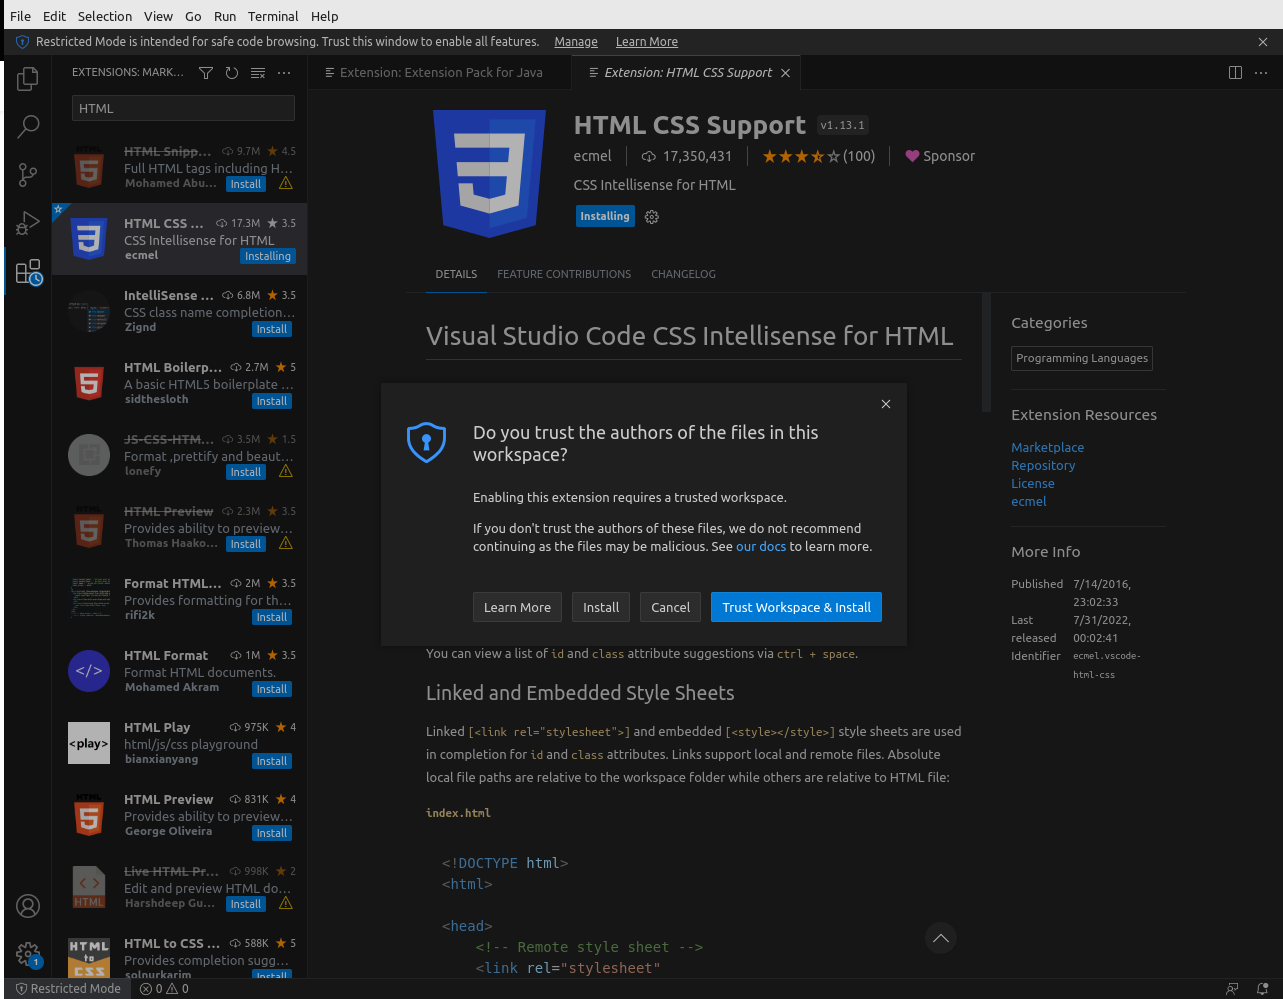 File Edit Selection View Go Run Terminal Help
Restricted Mode is intended for safe code browsing. Trust this window to enable all features. Manage Learn More
EXTENSIONS: MARK...
HTML
HTML Snipp... 9.7M 4.5
Full HTML tags including H...
Mohamed Abu... Install
HTML CSS ... 17.3M 3.5
CSS Intellisense for HTML
ecmel Installing
IntelliSense ... 6.8M 3.5
CSS class name completion...
Zignd Install
HTML Boilerp... 2.7M 5
A basic HTML5 boilerplate ...
sidthesloth Install
JS-CSS-HTM... 3.5M 1.5
Format ,prettify and beaut...
lonefy Install
HTML Preview 2.3M 3.5
Provides ability to preview...
Thomas Haako... Install
Format HTML... 2M 3.5
Provides formatting for th...
rifi2k Install
</> HTML Format 1M 3.5
Format HTML documents.
Mohamed Akram Install
<play> HTML Play 975K 4
html/js/css playground
bianxianyang Install
HTML Preview 831K 4
Provides ability to preview...
George Oliveira Install
Live HTML Pr... 998K 2
Edit and preview HTML do...
HTML Harshdeep Gu... Install
HTML to CSS HTML to CSS ... 588K 5
Provides completion sugg...
solnurkarim Install
1
Extension: Extension Pack for Java Extension: HTML CSS Support
HTML CSS Support v1.13.1
ecmel 17,350,431 (100) Sponsor
CSS Intellisense for HTML
Installing
DETAILS FEATURE CONTRIBUTIONS CHANGELOG
Visual Studio Code CSS Intellisense for HTML
Do you trust the authors of the files in this
workspace?
Enabling this extension requires a trusted workspace.
If you don't trust the authors of these files, we do not recommend
continuing as the files may be malicious. See our docs to learn more.
Learn More Install Cancel Trust Workspace & Install
You can view a list of id and class attribute suggestions via ctrl + space.
Linked and Embedded Style Sheets
Linked [<link rel="stylesheet">] and embedded [<style></style>] style sheets are used
in completion for id and class attributes. Links support local and remote files. Absolute
local file paths are relative to the workspace folder while others are relative to HTML file:
index.html
<!DOCTYPE html>
<html>
<head>
<!-- Remote style sheet -->
<link rel="stylesheet"
Categories
Programming Languages
Extension Resources
Marketplace
Repository
License
ecmel
More Info
Published 7/14/2016,
23:02:33
Last 7/31/2022,
released 00:02:41
Identifier ecmel.vscode-
html-css
Restricted Mode 0 0